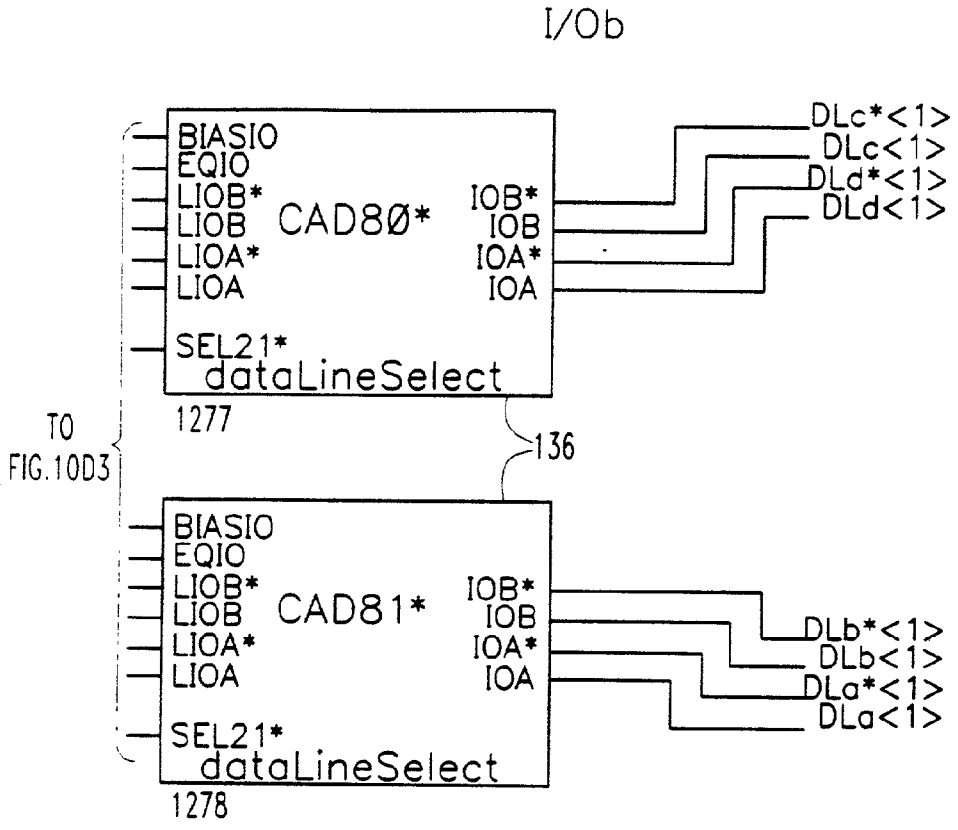 I/Ob
BIASIO
EQIO
LIOB*
LIOB
LIOA*
LIOA
SEL21*
CAD80*
IOB*
IOB
IOA*
IOA
dataLineSelect
1277
DLc*<1>
DLc<1>
DLd*<1>
DLd<1>
TO
FIG.10D3
136
BIASIO
EQIO
LIOB*
LIOB
LIOA*
LIOA
SEL21*
CAD81*
IOB*
IOB
IOA*
IOA
dataLineSelect
1278
DLb*<1>
DLb<1>
DLa*<1>
DLa<1>